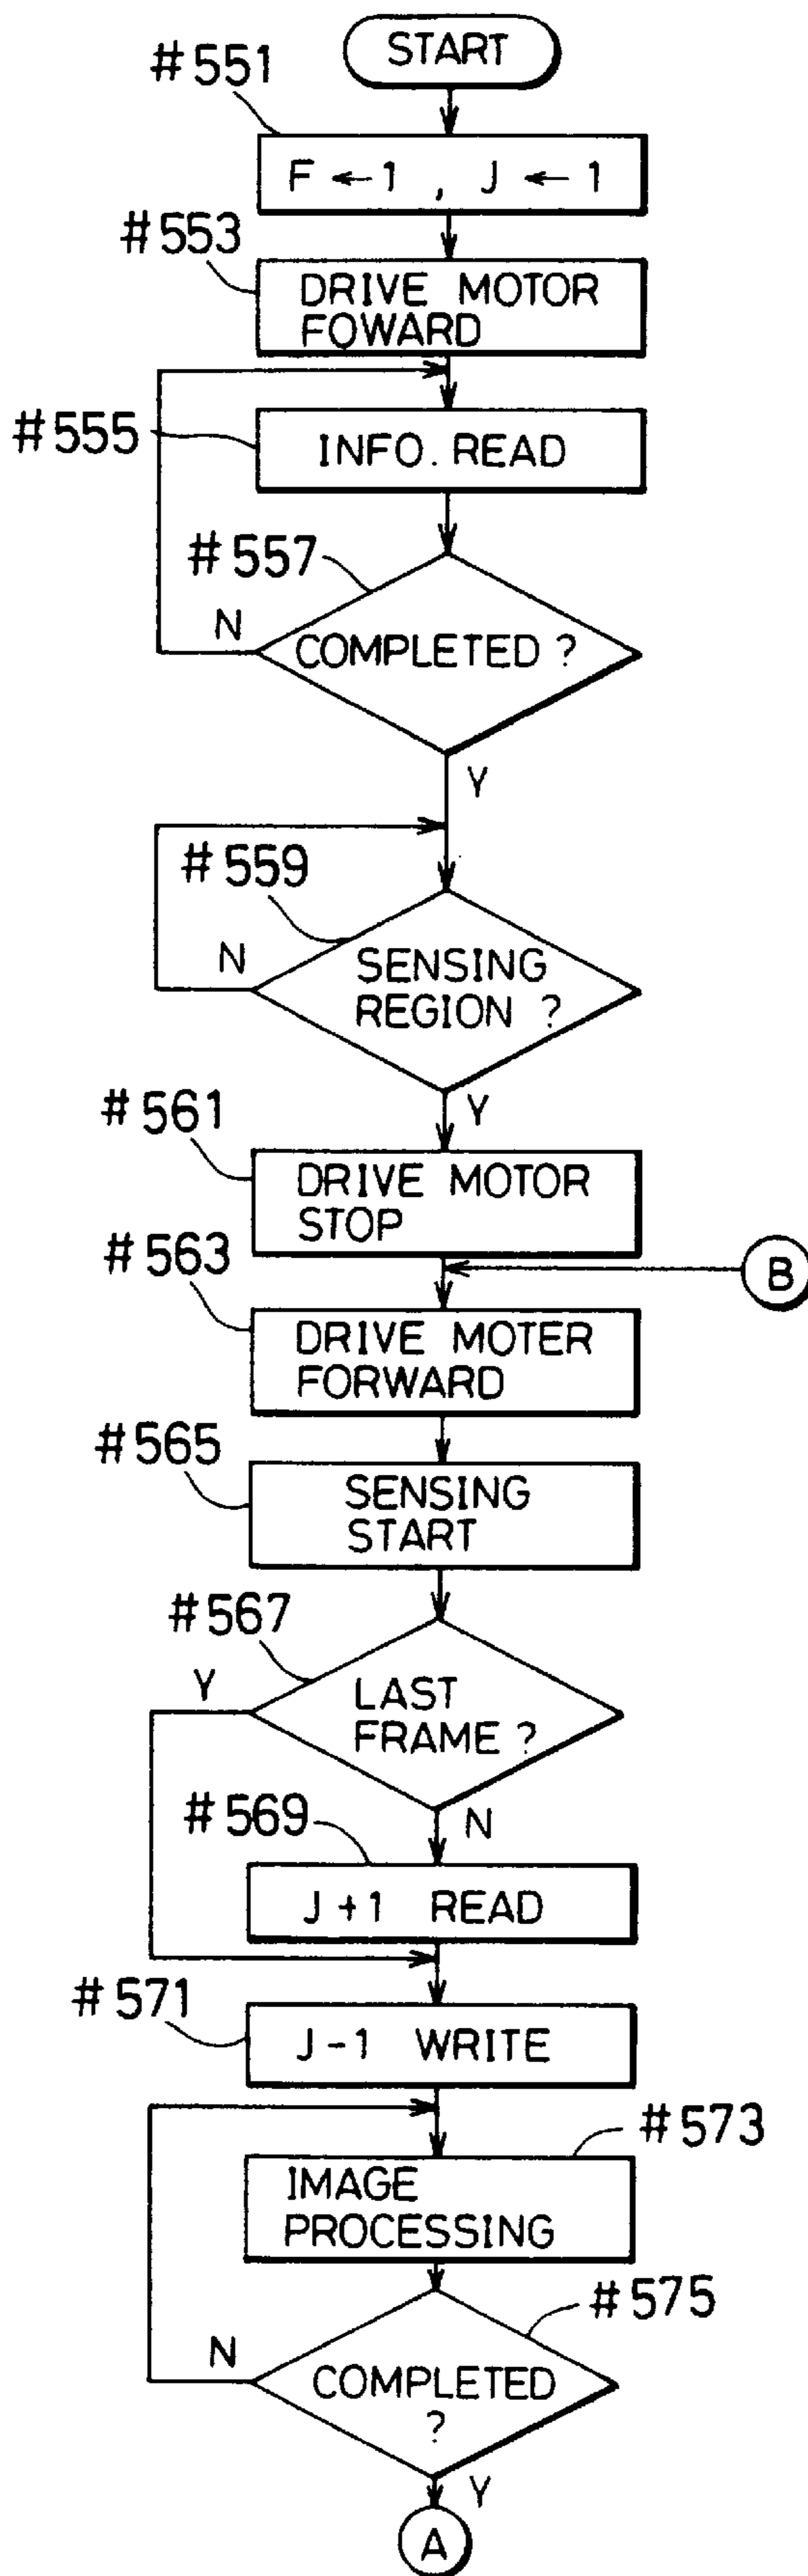 START
#551
F ← 1 , J ← 1
#553
DRIVE MOTOR
FOWARD
#555
INFO. READ
#557
N
COMPLETED ?
Y
#559
N
SENSING
REGION ?
Y
#561
DRIVE MOTOR
STOP
#563
B
DRIVE MOTER
FORWARD
#565
SENSING
START
#567
Y
LAST
FRAME ?
N
#569
J+1 READ
#571
J-1 WRITE
#573
IMAGE
PROCESSING
#575
N
COMPLETED
?
Y
A